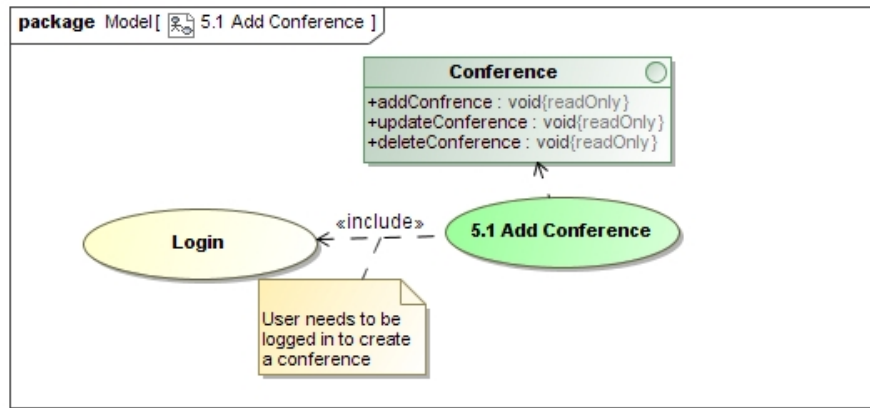 package Model[ 5.1 Add Conference ]
Conference
+addConfrence : void{readOnly}
+updateConference : void{readOnly}
+deleteConference : void{readOnly}
«include»
Login
5.1 Add Conference
User needs to be
logged in to create
a conference